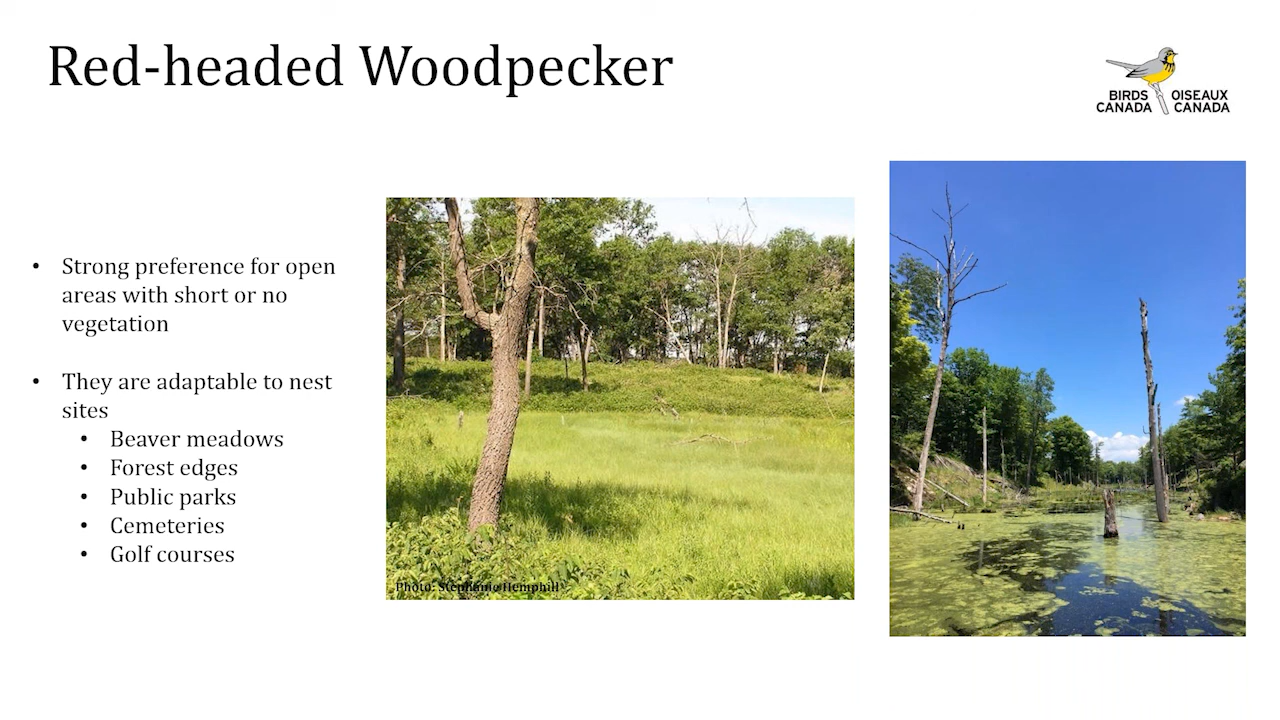 Red-headed Woodpecker
BIRDS CANADA
OISEAUX CANADA
• Strong preference for open
areas with short or no
vegetation
• They are adaptable to nest
sites
• Beaver meadows
• Forest edges
• Public parks
• Cemeteries
• Golf courses
Photo: Stephanie Hemphill